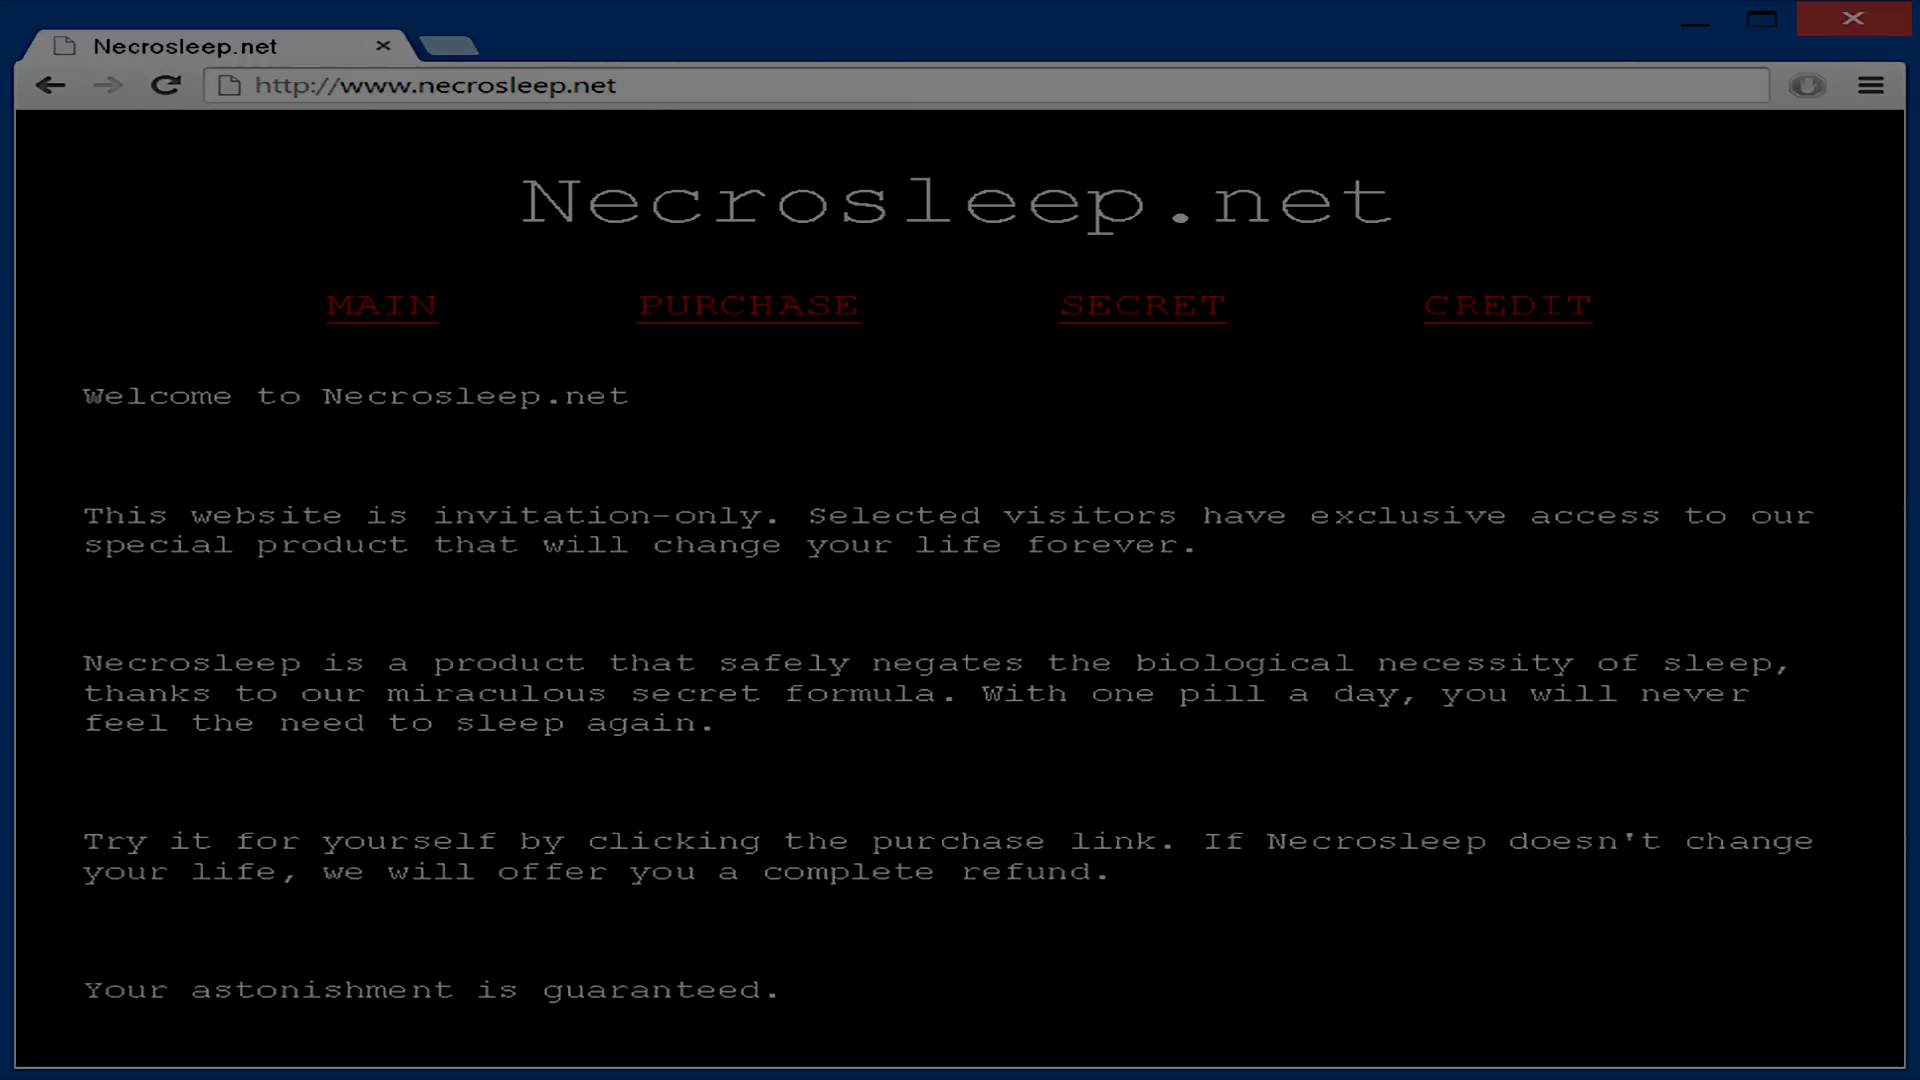 Necrosleep.net
http://www.necrosleep.net
Necrosleep.net
MAIN PURCHASE SECRET CREDIT
Welcome to Necrosleep.net
This website is invitation-only. Selected visitors have exclusive access to our
special product that will change your life forever.
Necrosleep is a product that safely negates the biological necessity of sleep,
thanks to our miraculous secret formula. With one pill a day, you will never
feel the need to sleep again.
Try it for yourself by clicking the purchase link. If Necrosleep doesn't change
your life, we will offer you a complete refund.
Your astonishment is guaranteed.